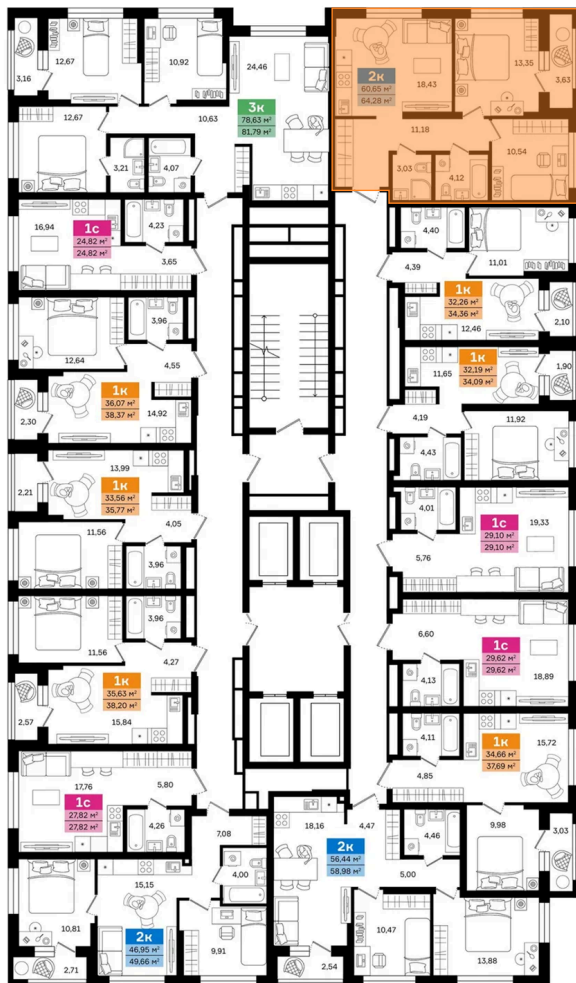 3,16
12,67
10,92
24,46
3к
78,63 м²
81,79 м²
12,67
10,63
3,21
4,07
2к
60,65 м²
64,28 м²
18,43
13,35
3,63
11,18
3,03
4,12
10,54
16,94
1с
24,82 м²
24,82 м²
4,23
3,65
4,40
4,39
11,01
1к
32,26 м²
34,36 м²
12,46
2,10
12,64
3,96
4,55
1к
36,07 м²
38,37 м²
14,92
2,30
11,65
1к
32,19 м²
34,09 м²
1,90
4,19
4,43
11,92
2,21
13,99
1к
33,56 м²
35,77 м²
4,05
11,56
3,96
4,01
1с
29,10 м²
29,10 м²
19,33
5,76
11,56
3,96
4,27
1к
35,63 м²
38,20 м²
15,84
2,57
6,60
1с
29,62 м²
29,62 м²
4,13
18,89
4,11
1к
34,66 м²
37,69 м²
15,72
4,85
9,98
3,03
17,76
1с
27,82 м²
27,82 м²
5,80
4,26
7,08
4,00
15,15
10,81
2к
46,95 м²
49,66 м²
9,91
2,71
18,16
4,47
2к
56,44 м²
58,98 м²
4,46
5,00
10,47
13,88
2,54